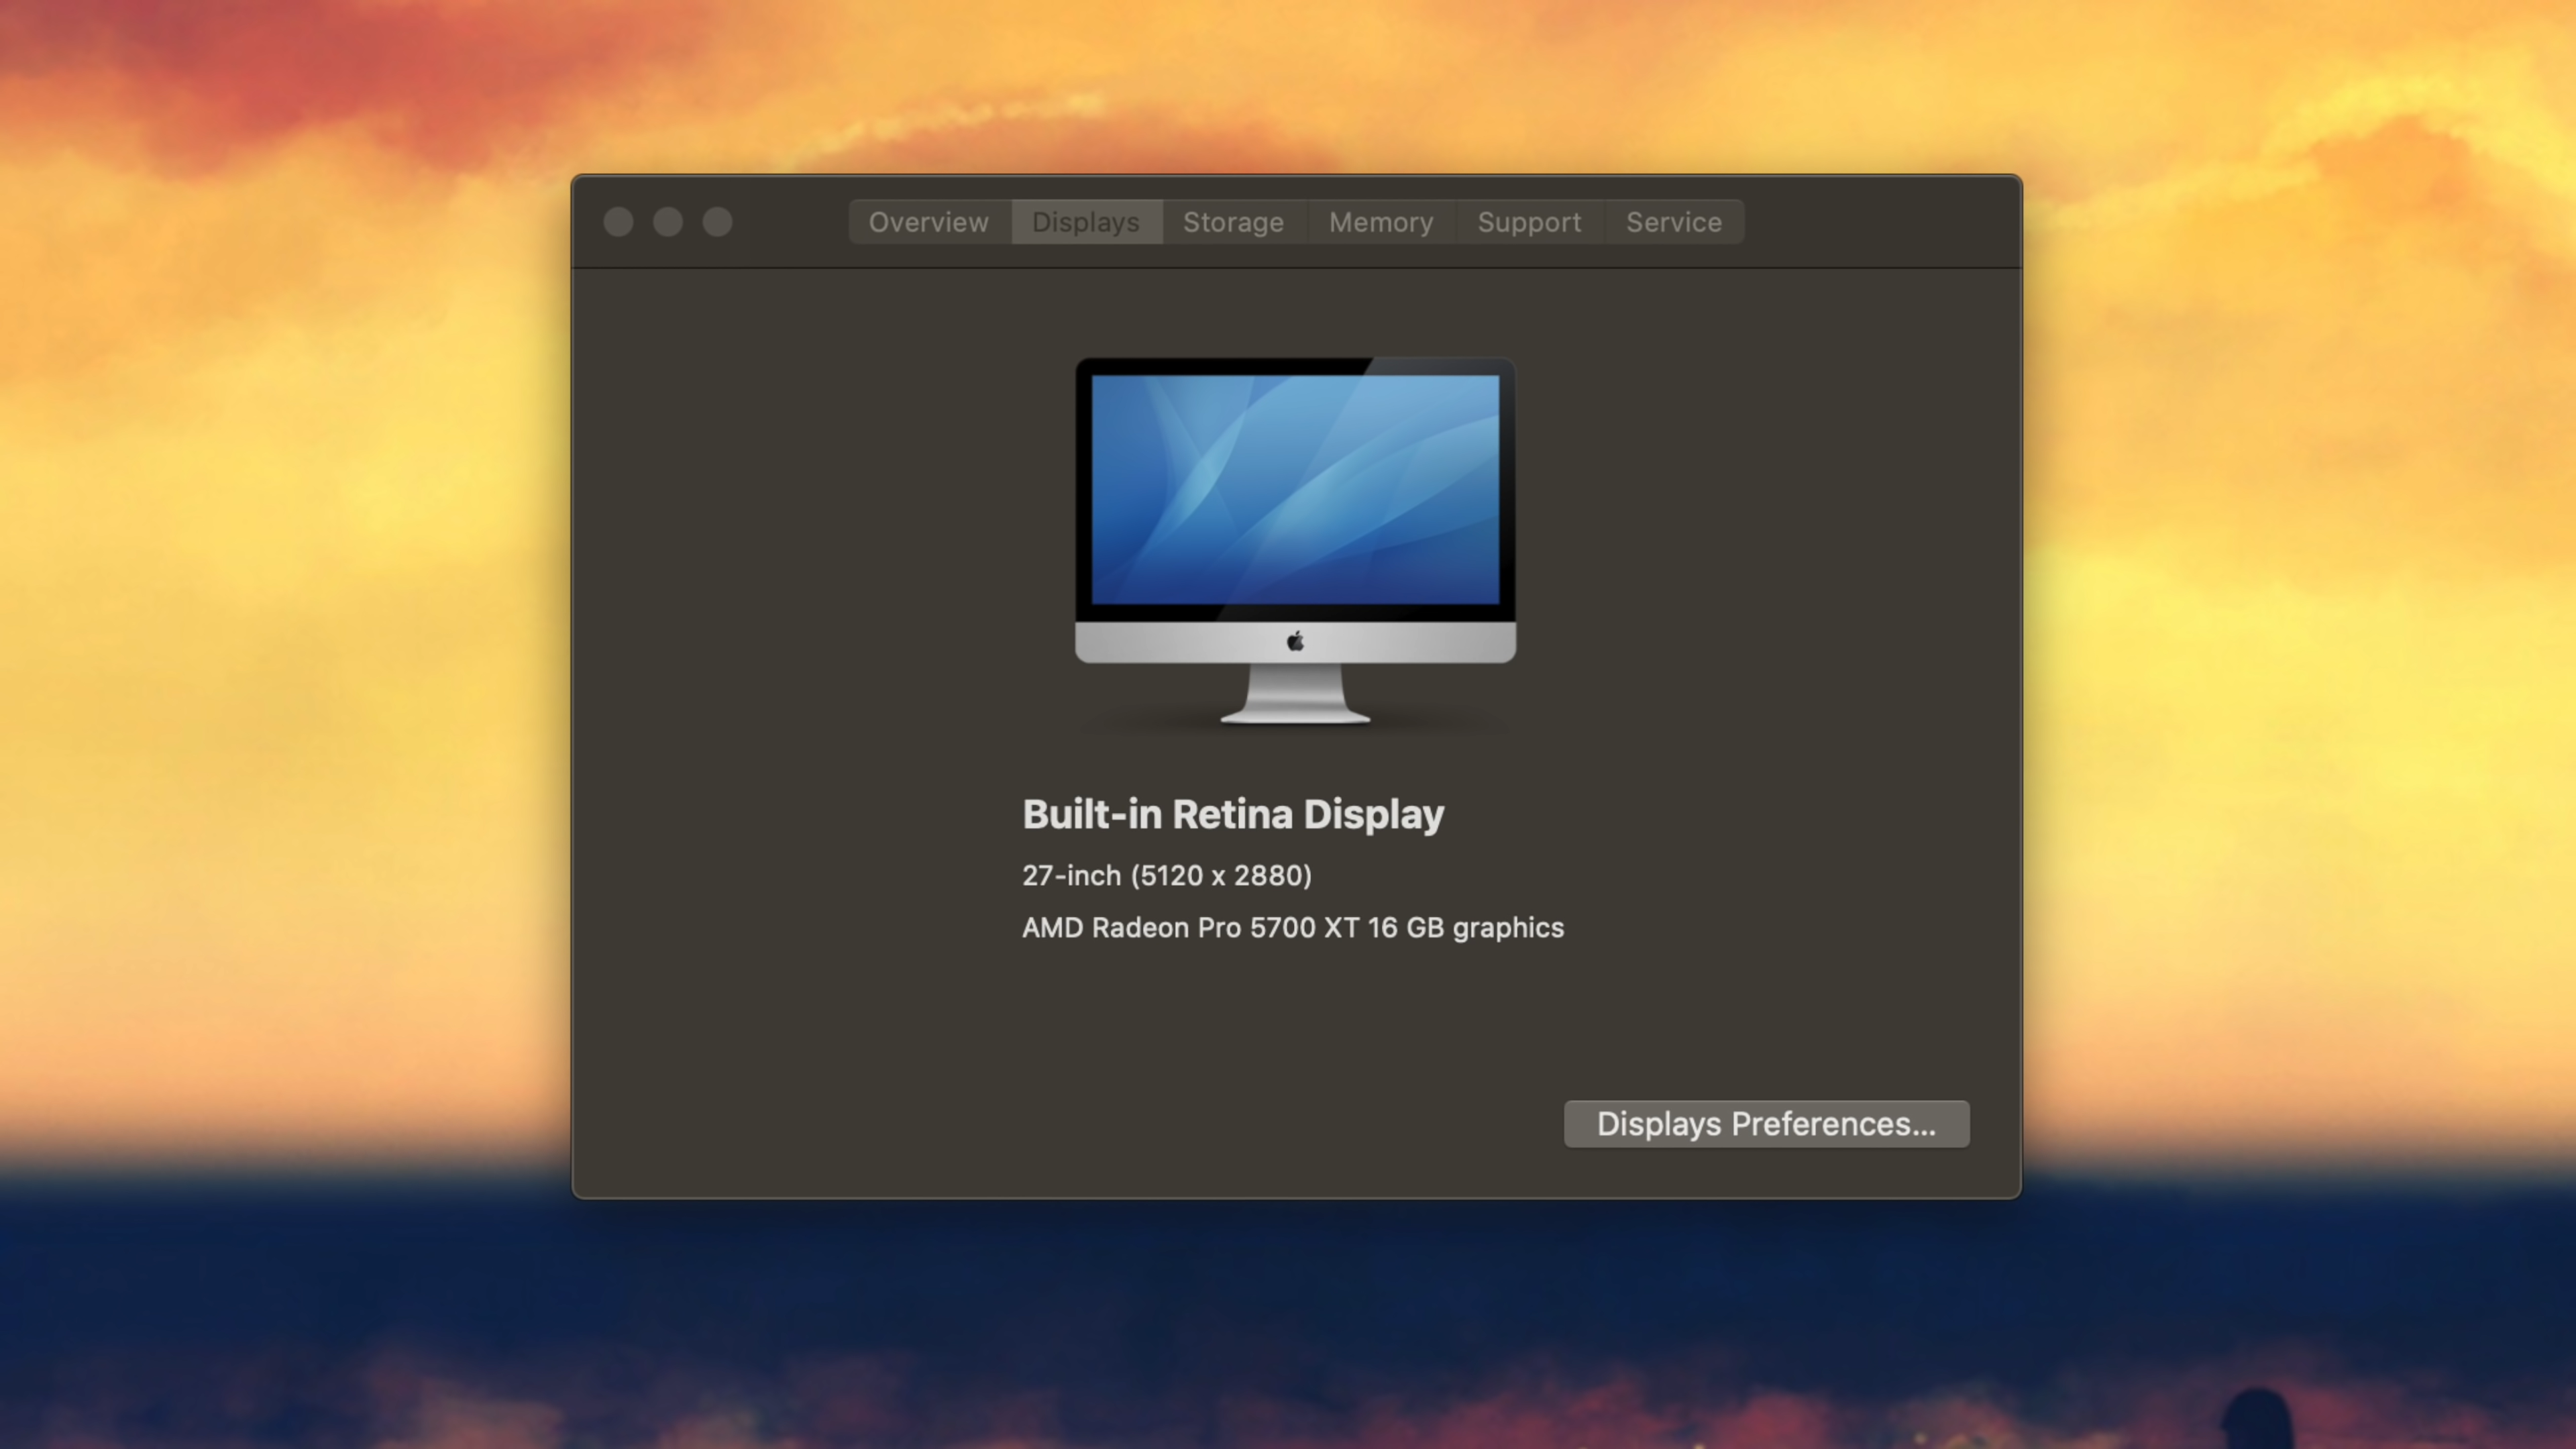 Overview Displays Storage Memory Support Service
Built-in Retina Display
27-inch (5120 x 2880)
AMD Radeon Pro 5700 XT 16 GB graphics
Displays Preferences...